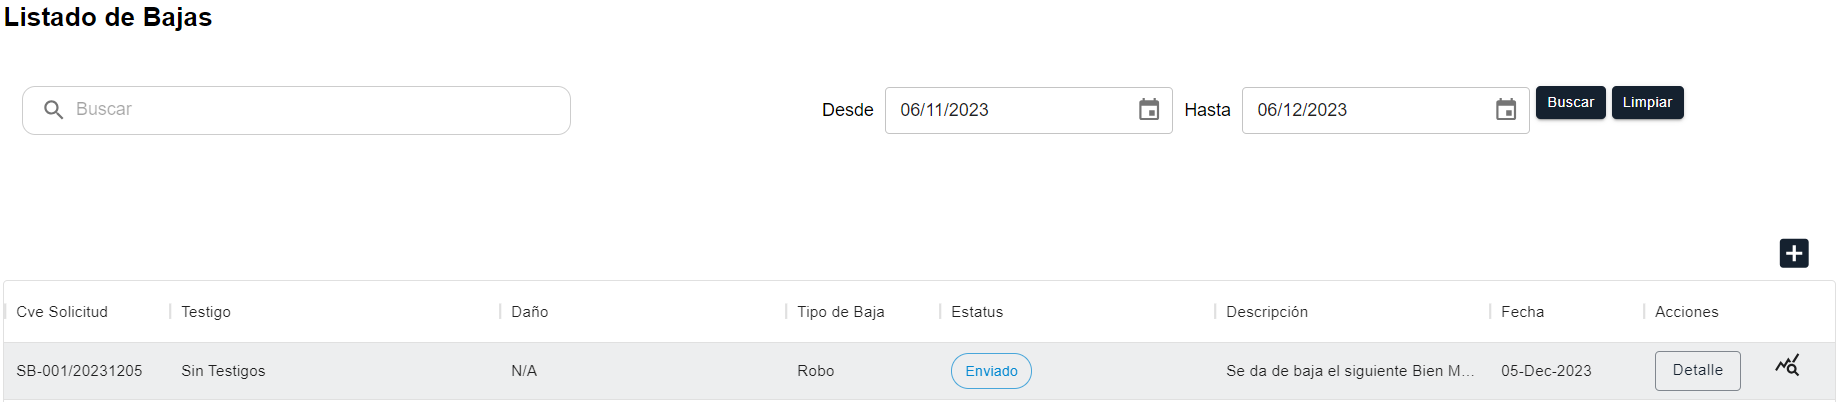 Listado de Bajas
Buscar Desde 06/11/2023 Hasta 06/12/2023 Buscar Limpiar
Cve Solicitud Testigo Daño Tipo de Baja Estatus Descripción Fecha Acciones
SB-001/20231205 Sin Testigos N/A Robo Enviado Se da de baja el siguiente Bien M... 05-Dec-2023 Detalle